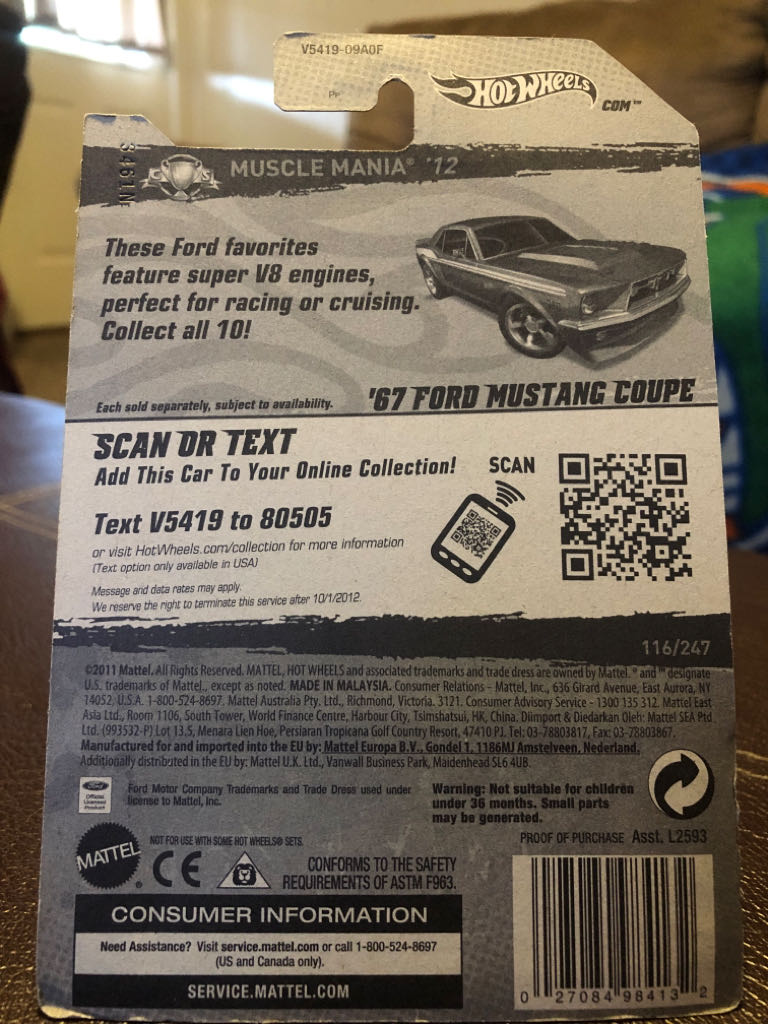 V5419-09A0F
HOT WHEELS
COM™
3461N
MUSCLE MANIA® '12
These Ford favorites
feature super V8 engines,
perfect for racing or cruising.
Collect all 10!
Each sold separately, subject to availability.
'67 FORD MUSTANG COUPE
SCAN OR TEXT
Add This Car To Your Online Collection!
SCAN
Text V5419 to 80505
or visit HotWheels.com/collection for more information
(Text option only available in USA)
Message and data rates may apply.
We reserve the right to terminate this service after 10/1/2012.
116/247
©2011 Mattel. All Rights Reserved. MATTEL, HOT WHEELS and associated trademarks and trade dress are owned by Mattel. ® and ™ designate
U.S. trademarks of Mattel., except as noted. MADE IN MALAYSIA. Consumer Relations – Mattel, Inc., 636 Girard Avenue, East Aurora, NY
14052, U.S.A. 1-800-524-8697. Mattel Australia Pty. Ltd., Richmond, Victoria. 3121. Consumer Advisory Service - 1300 135 312. Mattel East
Asia Ltd., Room 1106, South Tower, World Finance Centre, Harbour City, Tsimshatsui, HK, China. Diimport & Diedarkan Oleh: Mattel SEA Ptd
Ltd. (993532-P) Lot 13.5, Menara Lien Hoe, Persiaran Tropicana Golf Country Resort, 47410 PJ. Tel: 03-78803817, Fax: 03-78803867.
Manufactured for and imported into the EU by: Mattel Europa B.V., Gondel 1, 1186MJ Amstelveen, Nederland.
Additionally distributed in the EU by: Mattel U.K. Ltd., Vanwall Business Park, Maidenhead SL6 4UB.
Ford
Official
Licensed
Product
Ford Motor Company Trademarks and Trade Dress used under
license to Mattel, Inc.
Warning: Not suitable for children
under 36 months. Small parts
may be generated.
PROOF OF PURCHASE Asst. L2593
MATTEL
NOT FOR USE WITH SOME HOT WHEELS® SETS.
CE
CONFORMS TO THE SAFETY
REQUIREMENTS OF ASTM F963.
CONSUMER INFORMATION
Need Assistance? Visit service.mattel.com or call 1-800-524-8697
(US and Canada only).
SERVICE.MATTEL.COM
0 27084 98413 2